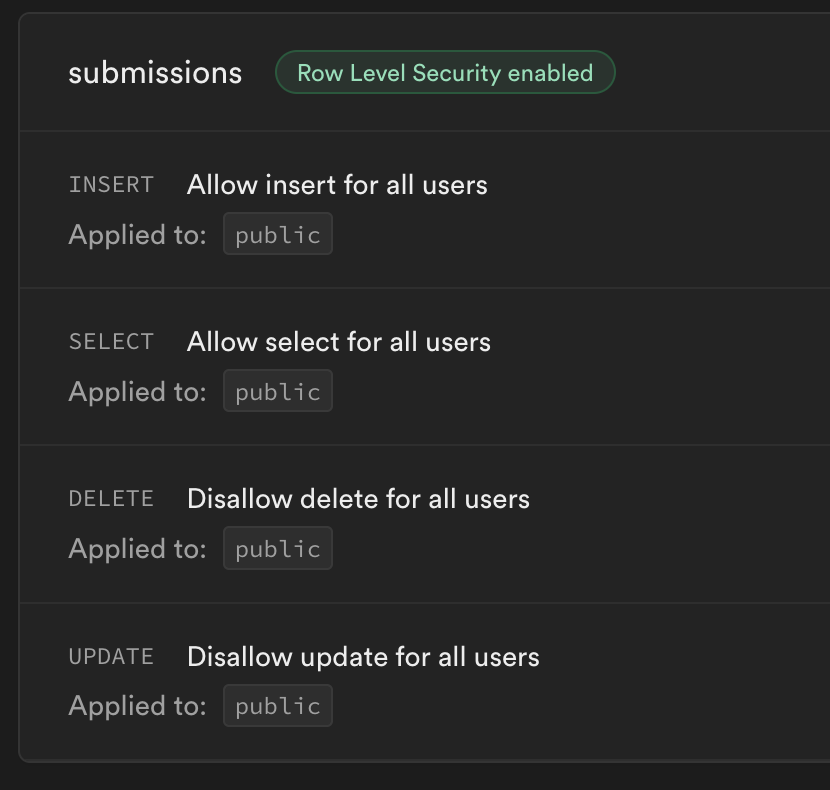 submissions Row Level Security enabled
INSERT Allow insert for all users
Applied to: public
SELECT Allow select for all users
Applied to: public
DELETE Disallow delete for all users
Applied to: public
UPDATE Disallow update for all users
Applied to: public